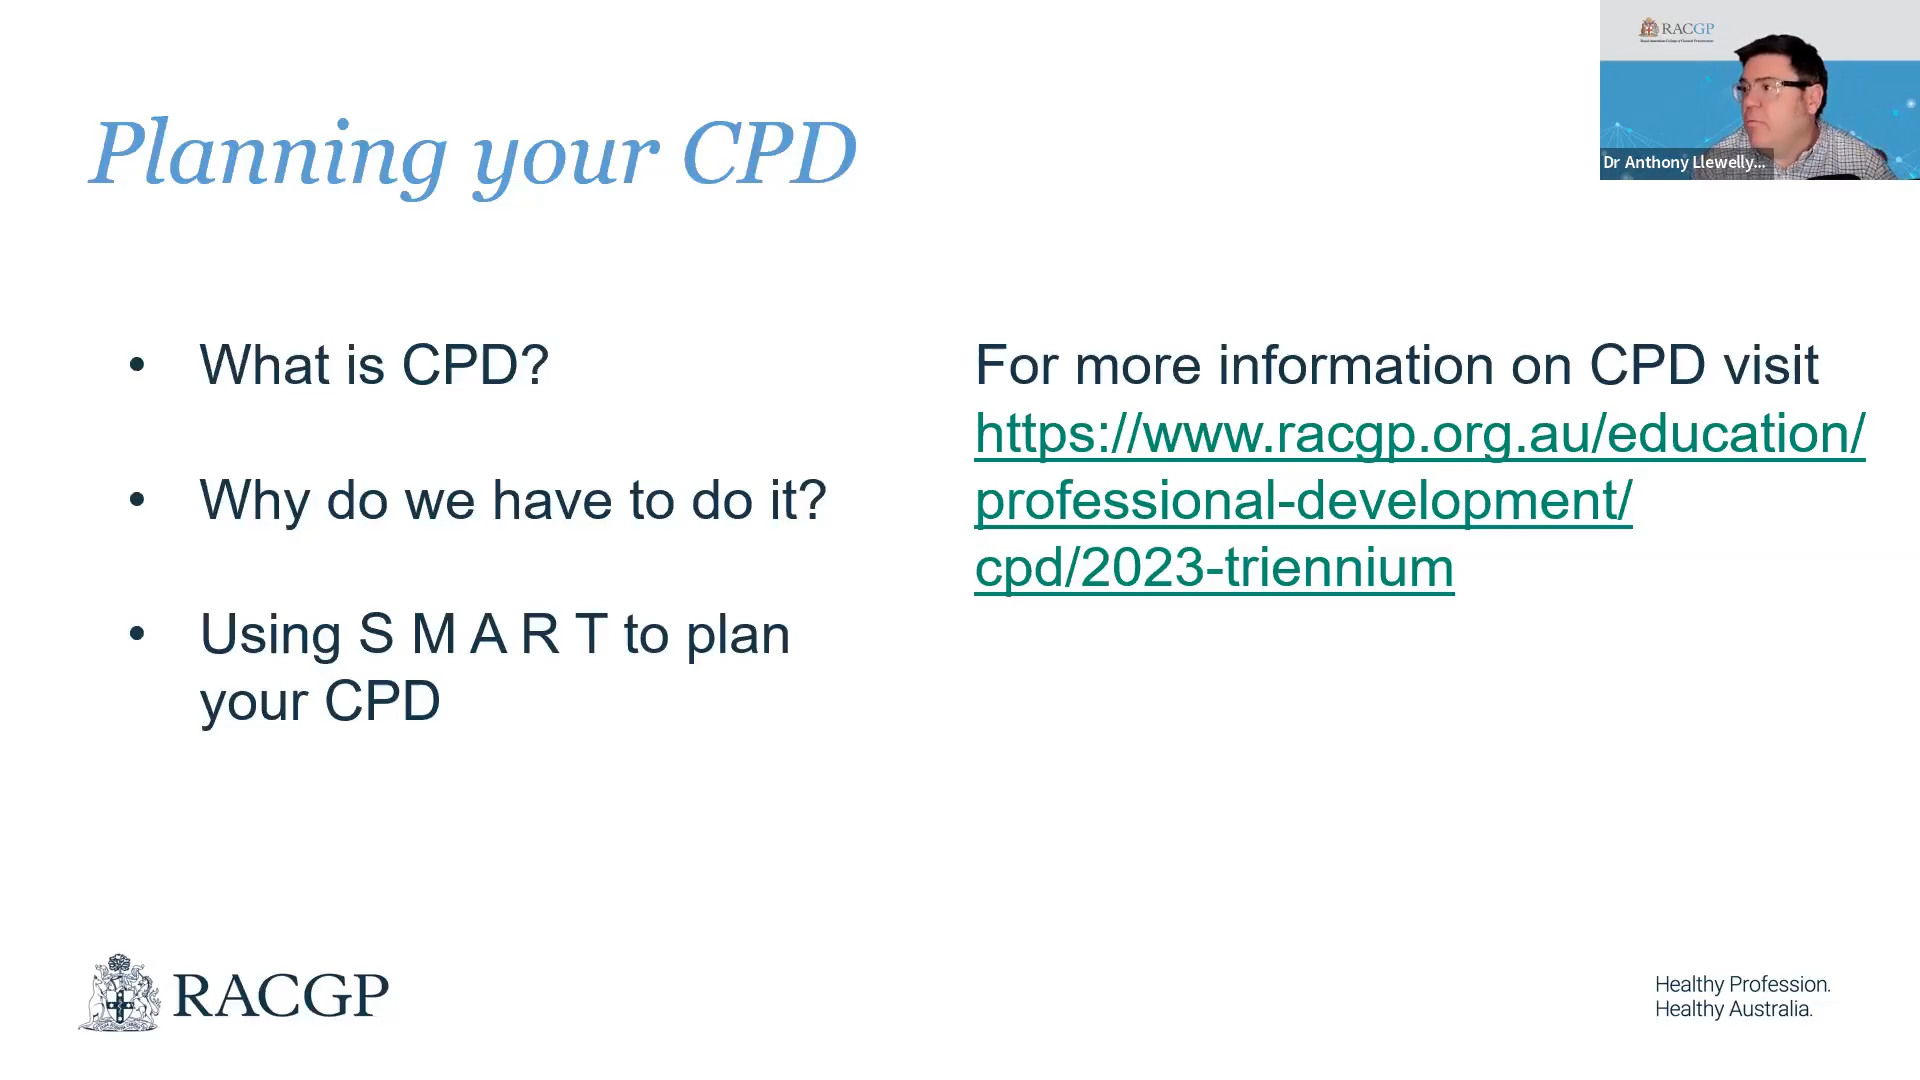 Planning your CPD
• What is CPD?
• Why do we have to do it?
• Using S M A R T to plan
your CPD
For more information on CPD visit
https://www.racgp.org.au/education/
professional-development/
cpd/2023-triennium
RACGP
Dr Anthony Llewelly...
RACGP
Healthy Profession.
Healthy Australia.